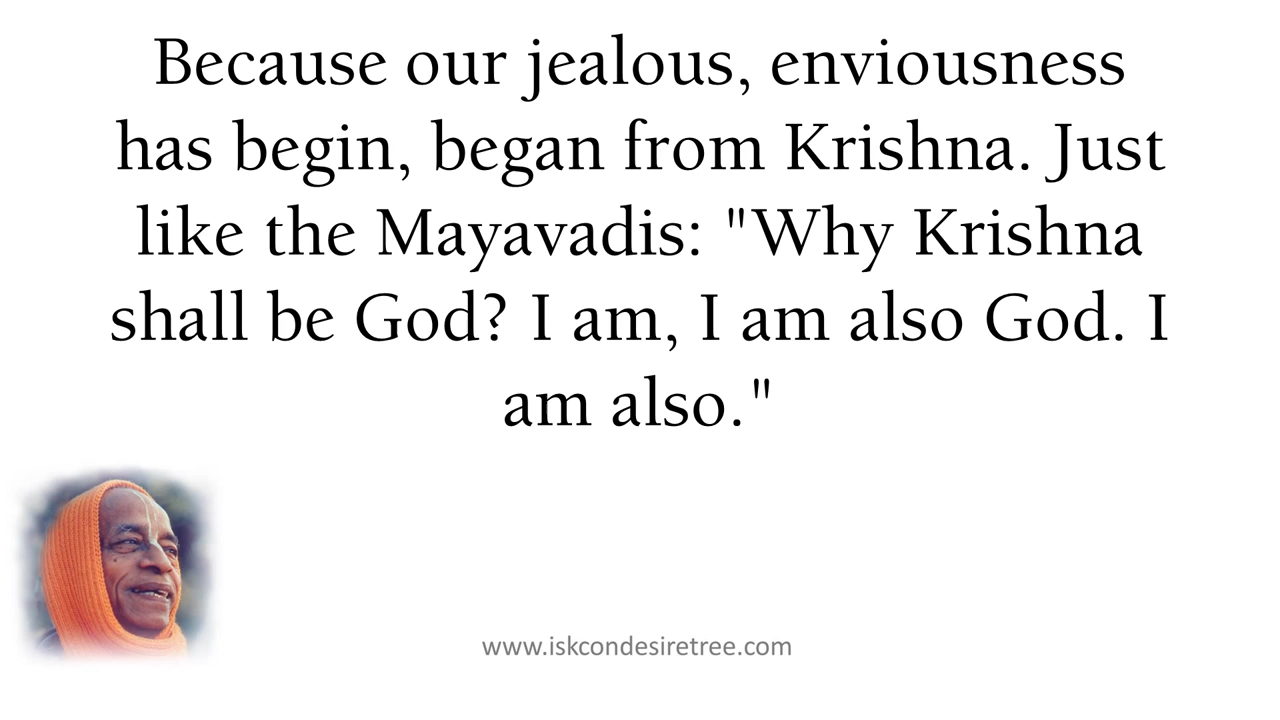 Because our jealous, enviousness
has begin, began from Krishna. Just
like the Mayavadis: "Why Krishna
shall be God? I am, I am also God. I
am also."
www.iskcondesiretree.com